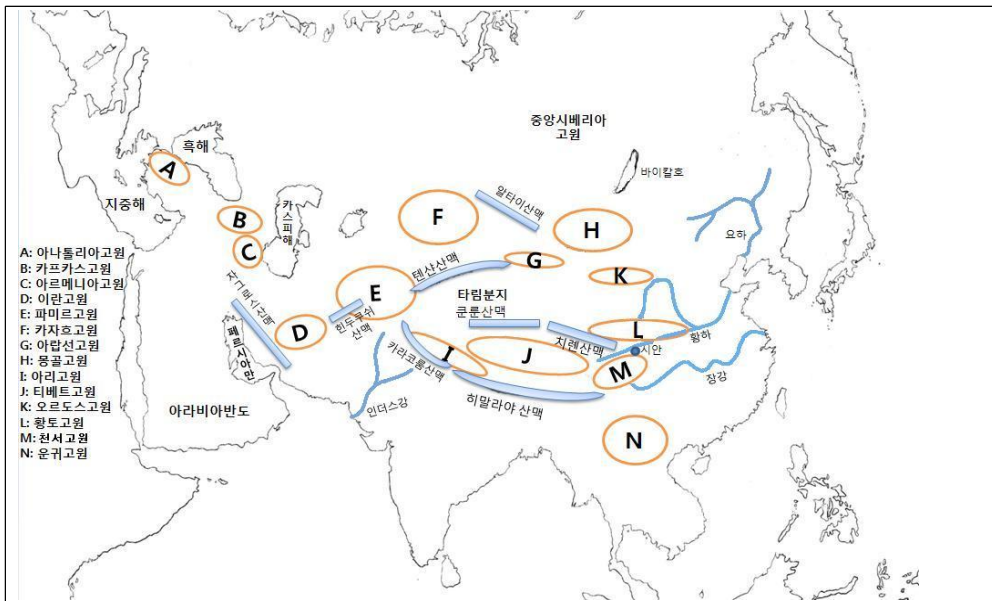 중앙시베리아
고원
흑해
바이칼호
알타이산맥
A
지중해
카스피해
F
H
요하
B
C
A: 아나톨리아고원
B: 카프카스고원
C: 아르메니아고원
D: 이란고원
E: 파미르고원
F: 카자흐고원
G: 아랍선고원
H: 몽골고원
I: 아리고원
J: 티베트고원
K: 오르도스고원
L: 황토고원
M: 천서고원
N: 운귀고원
텐샨산맥
G
K
자그로스산맥
E
타림분지
쿤룬산맥
D
힌두쿠쉬
산맥
페르시아만
치롄산맥
L
황하
시안
카라코룸산맥
I
J
M
장강
아라비아반도
인더스강
히말라야 산맥
N